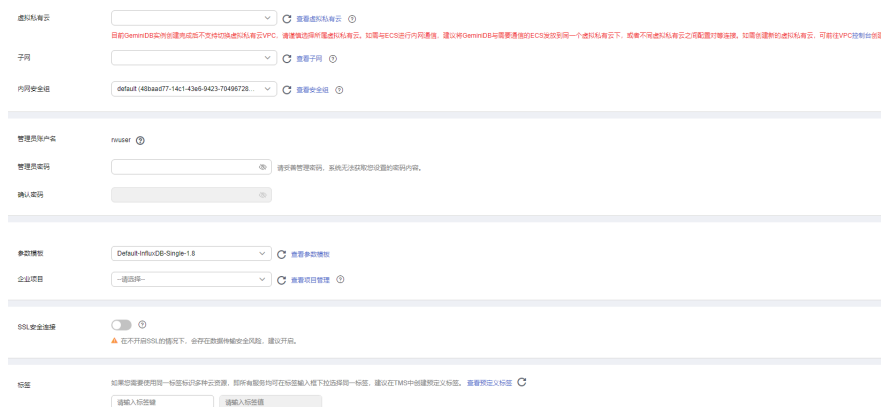 虚拟私有云 查看虚拟私有云
目前GeminiDB实例创建完成后不支持切换虚拟私有云VPC，请谨慎选择所属虚拟私有云。如需与ECS进行内网通信，建议将GeminiDB与需要通信的ECS发放到同一个虚拟私有云下，或者不同虚拟私有云之间配置对等连接。如需创建新的虚拟私有云，可前往VPC控制台创建
子网 查看子网
内网安全组 default (48baad77-14c1-43e6-9423-70496728... 查看安全组
管理员账户名 rwuser
管理员密码 请妥善管理密码，系统无法获取您设置的密码内容。
确认密码
参数模板 Default-InfluxDB-Single-1.8 查看参数模板
企业项目 --请选择-- 查看项目管理
SSL安全连接
在不开启SSL的情况下，会存在数据传输安全风险，建议开启。
标签 如果您需要使用同一标签标识多种云资源，即所有服务均可在标签输入框下拉选择同一标签，建议在TMS中创建预定义标签。 查看预定义标签
请输入标签键 请输入标签值